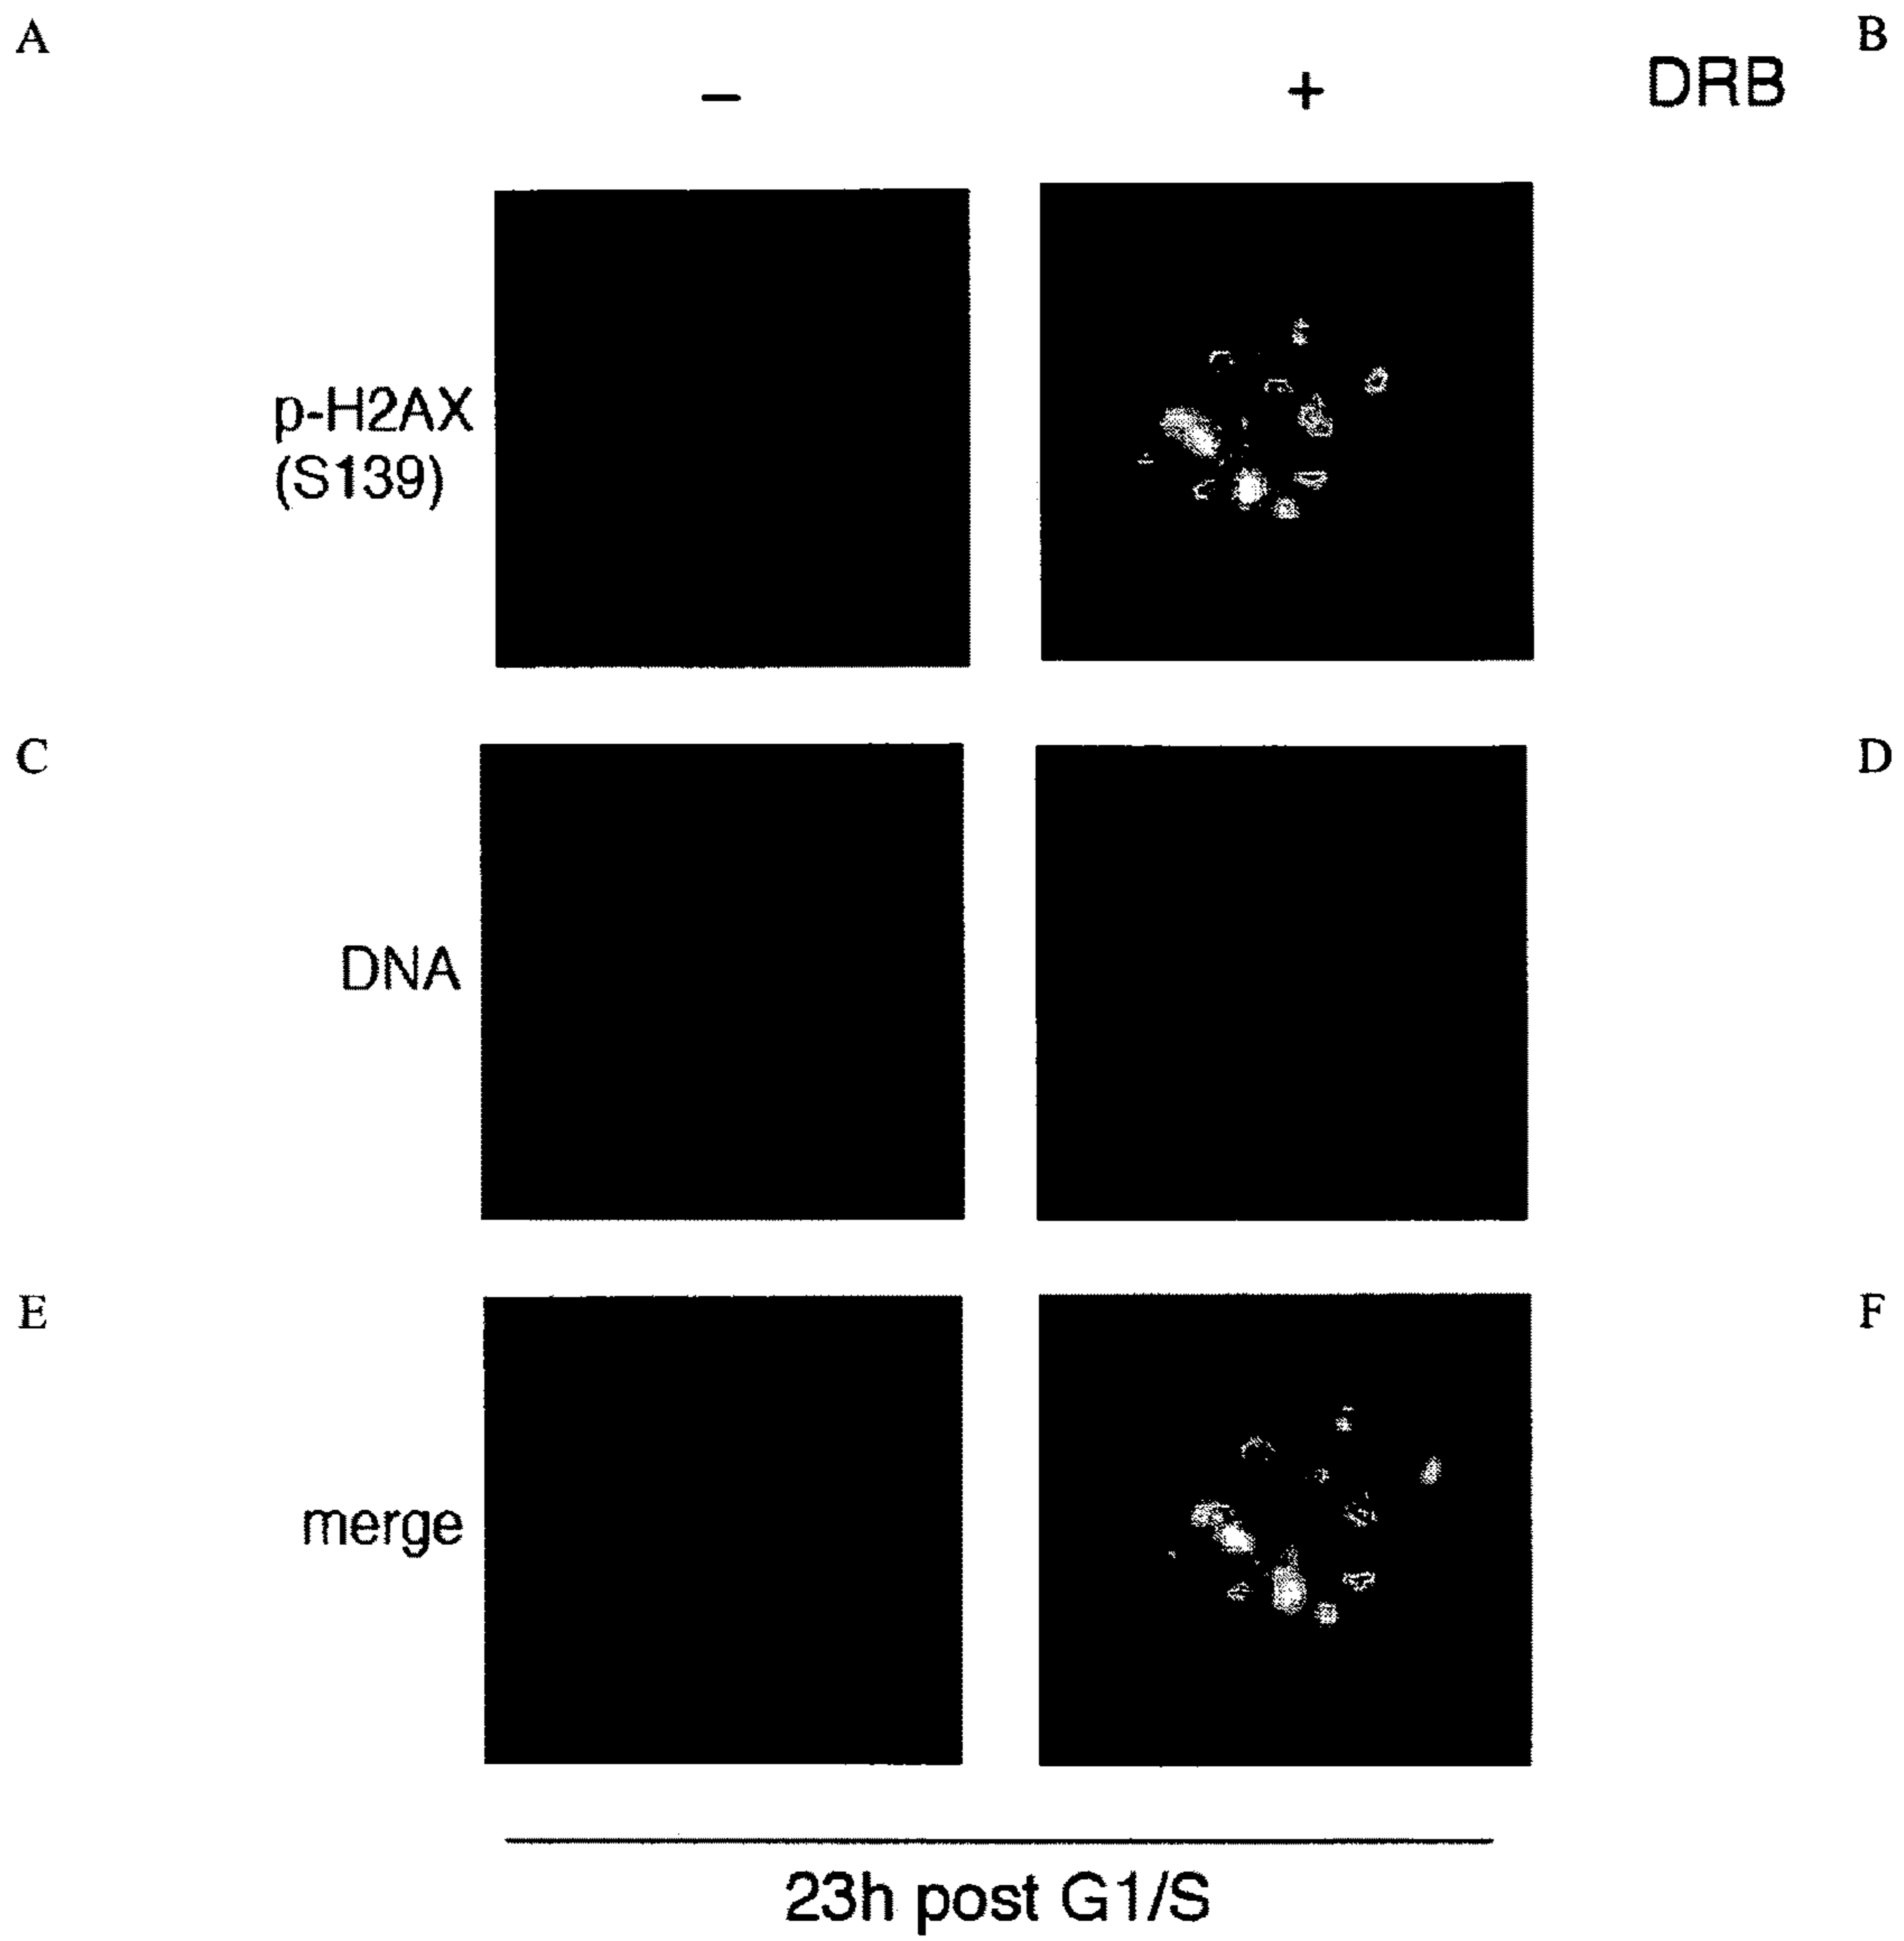 A
B
− + DRB
p-H2AX
(S139)
C
D
DNA
E
F
merge
23h post G1/S